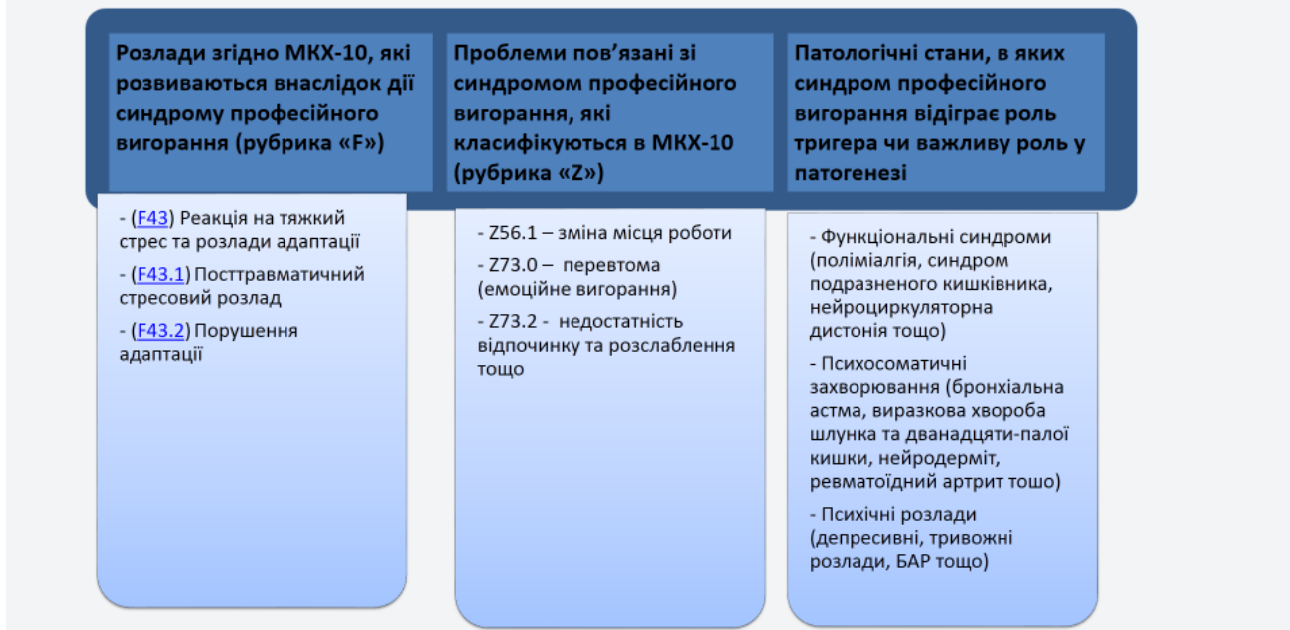 Розлади згідно МКХ-10, які
розвиваються внаслідок дії
синдрому професійного
вигорання (рубрика «F»)
- (F43) Реакція на тяжкий
стрес та розлади адаптації
- (F43.1) Посттравматичний
стресовий розлад
- (F43.2) Порушення
адаптації
Проблеми пов’язані зі
синдромом професійного
вигорання, які
класифікуються в МКХ-10
(рубрика «Z»)
- Z56.1 – зміна місця роботи
- Z73.0 – перевтома
(емоційне вигорання)
- Z73.2 - недостатність
відпочинку та розслаблення
тощо
Патологічні стани, в яких
синдром професійного
вигорання відіграє роль
тригера чи важливу роль у
патогенезі
- Функціональні синдроми
(поліміалгія, синдром
подразненого кишківника,
нейроциркуляторна
дистонія тощо)
- Психосоматичні
захворювання (бронхіальна
астма, виразкова хвороба
шлунка та дванадцяти-палої
кишки, нейродерміт,
ревматоїдний артрит тошо)
- Психічні розлади
(депресивні, тривожні
розлади, БАР тощо)